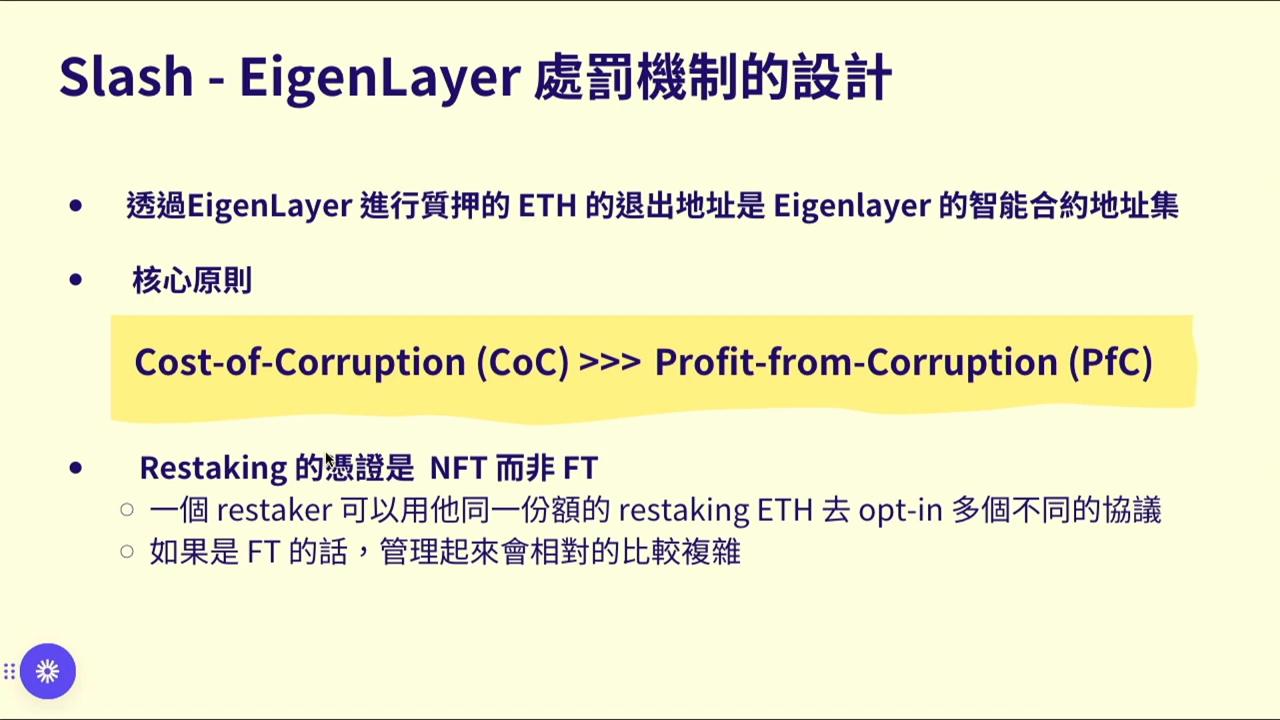 Slash - EigenLayer 處罰機制的設計
透過EigenLayer 進行質押的 ETH 的退出地址是 Eigenlayer 的智能合約地址集
核心原則
Cost-of-Corruption (CoC) >>> Profit-from-Corruption (PfC)
Restaking 的憑證是 NFT 而非 FT
一個 restaker 可以用他同一份額的 restaking ETH 去 opt-in 多個不同的協議
如果是 FT 的話，管理起來會相對的比較複雜